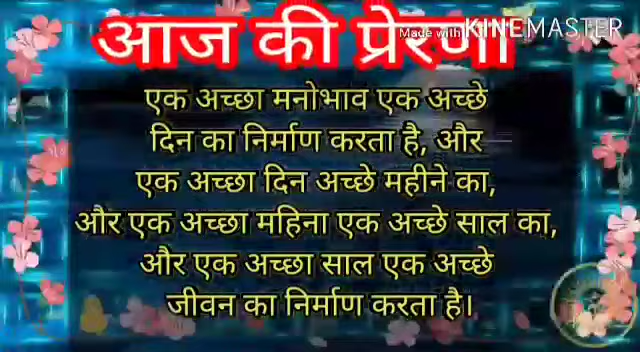 आज की प्रेरणा
Made with KINEMASTER
एक अच्छा मनोभाव एक अच्छे
दिन का निर्माण करता है, और
एक अच्छा दिन अच्छे महीने का,
और एक अच्छा महिना एक अच्छे साल का,
और एक अच्छा साल एक अच्छे
जीवन का निर्माण करता है।